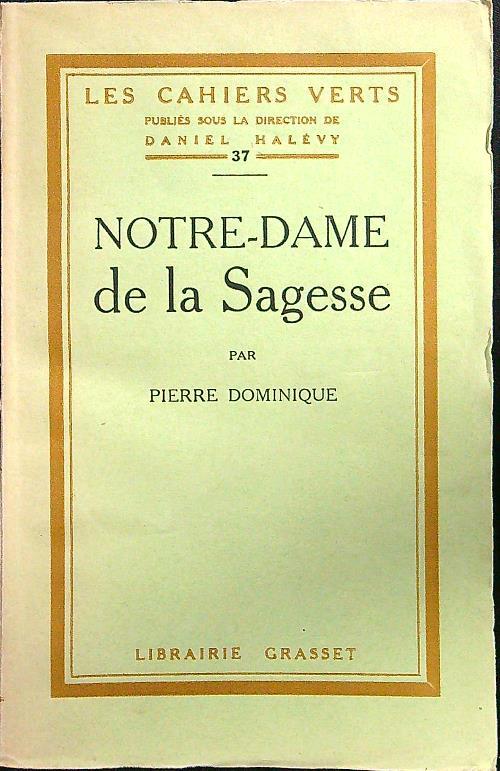 LES CAHIERS VERTS
PUBLIÉS SOUS LA DIRECTION DE
DANIEL HALÉVY
37
NOTRE-DAME
de la Sagesse
PAR
PIERRE DOMINIQUE
LIBRAIRIE GRASSET